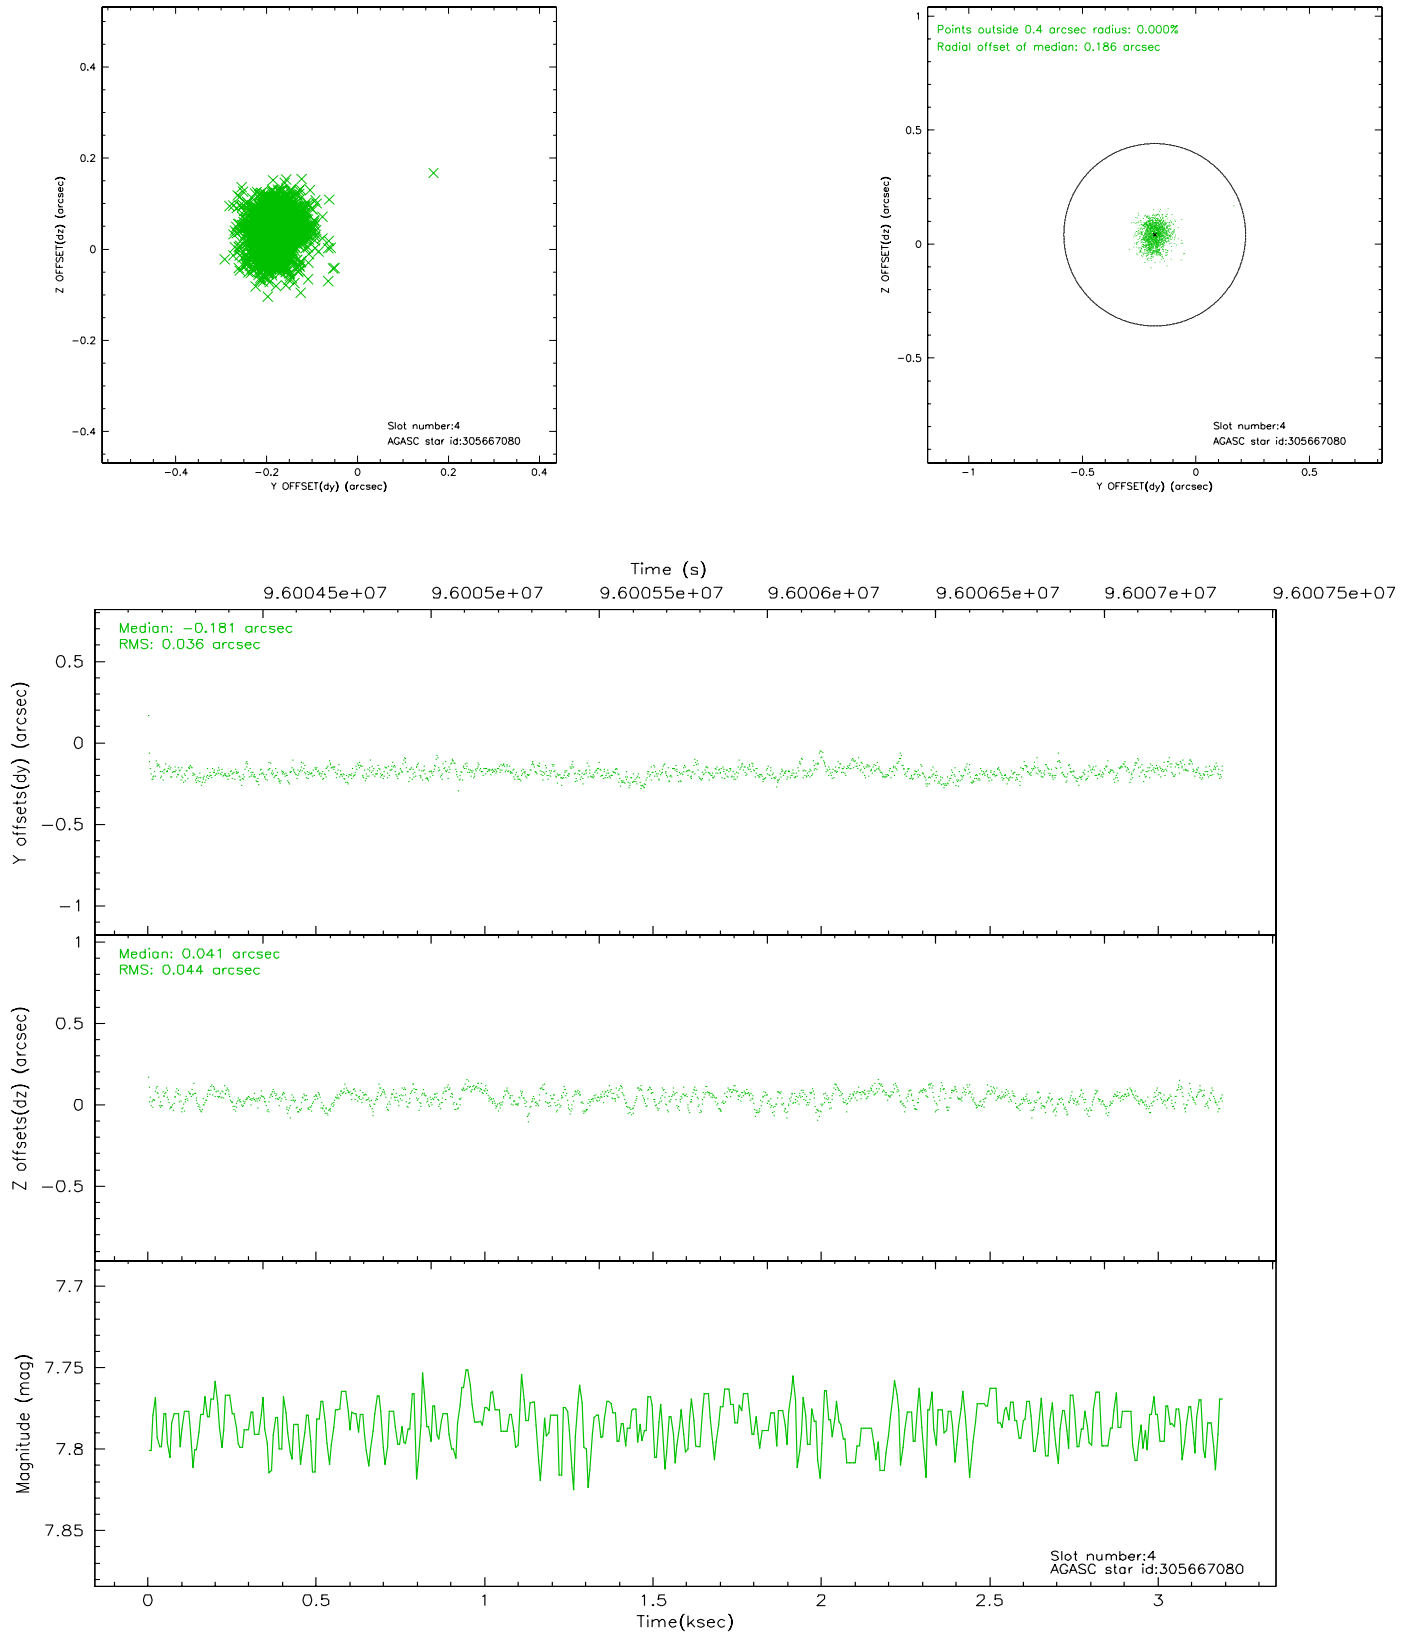 0.4
0.2
0
−0.2
−0.4
Z OFFSET(dz) (arcsec)
Slot number:4
AGASC star id:305667080
−0.4 −0.2 0 0.2 0.4
Y OFFSET(dy) (arcsec)
Points outside 0.4 arcsec radius: 0.000%
Radial offset of median: 0.186 arcsec
1
0.5
0
−0.5
Z OFFSET(dz) (arcsec)
Slot number:4
AGASC star id:305667080
−1 −0.5 0 0.5
Y OFFSET(dy) (arcsec)
Time (s)
9.60045e+07 9.6005e+07 9.60055e+07 9.6006e+07 9.60065e+07 9.6007e+07 9.60075e+07
Median: −0.181 arcsec
RMS: 0.036 arcsec
0.5
0
−0.5
−1
Y offsets(dy) (arcsec)
Median: 0.041 arcsec
RMS: 0.044 arcsec
1
0.5
0
−0.5
Z offsets(dz) (arcsec)
7.7
7.75
7.8
7.85
Magnitude (mag)
Slot number:4
AGASC star id:305667080
0 0.5 1 1.5 2 2.5 3
Time(ksec)